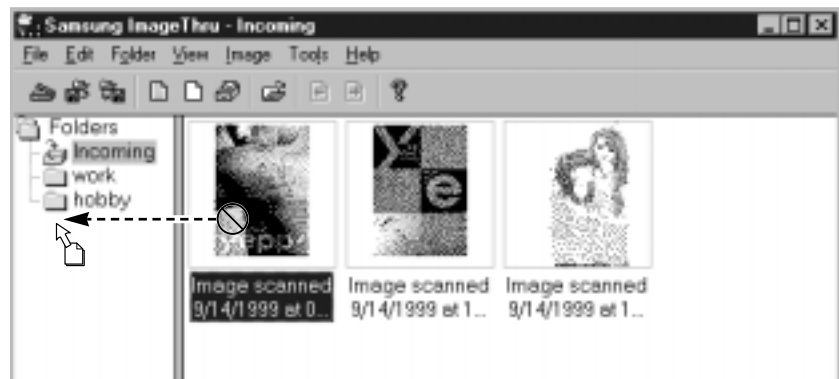 Samsung ImageThru - Incoming
File Edit Folder View Image Tools Help
Folders
Incoming
work
hobby
yepp
Y e
Image scanned
9/14/1999 at 0...
Image scanned
9/14/1999 at 1...
Image scanned
9/14/1999 at 1...